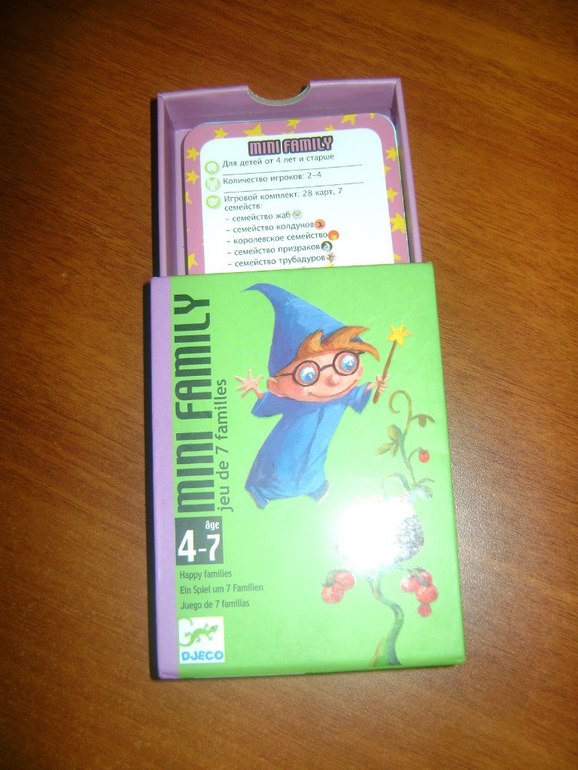 MINI FAMILY
Для детей от 4 лет и старше
Количество игроков: 2-4
Игровой комплект: 28 карт, 7
семейств:
- семейство жаб
- семейство колдунов
- королевское семейство
- семейство призраков
- семейство трубадуров
MINI FAMILY
jeu de 7 familles
âge
4-7
Happy families
Ein Spiel um 7 Familien
Juego de 7 familias
DJECO